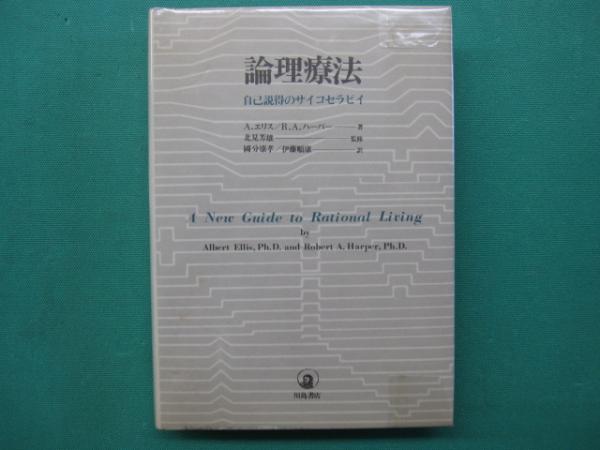 論理療法
自己説得のサイコセラピイ
A.エリス/R.A.ハーパー——著
北見芳雄——監修
國分康孝/伊藤順康——訳
A New Guide to Rational Living
by
Albert Ellis, Ph.D. and Robert A. Harper, Ph.D.
川島書店